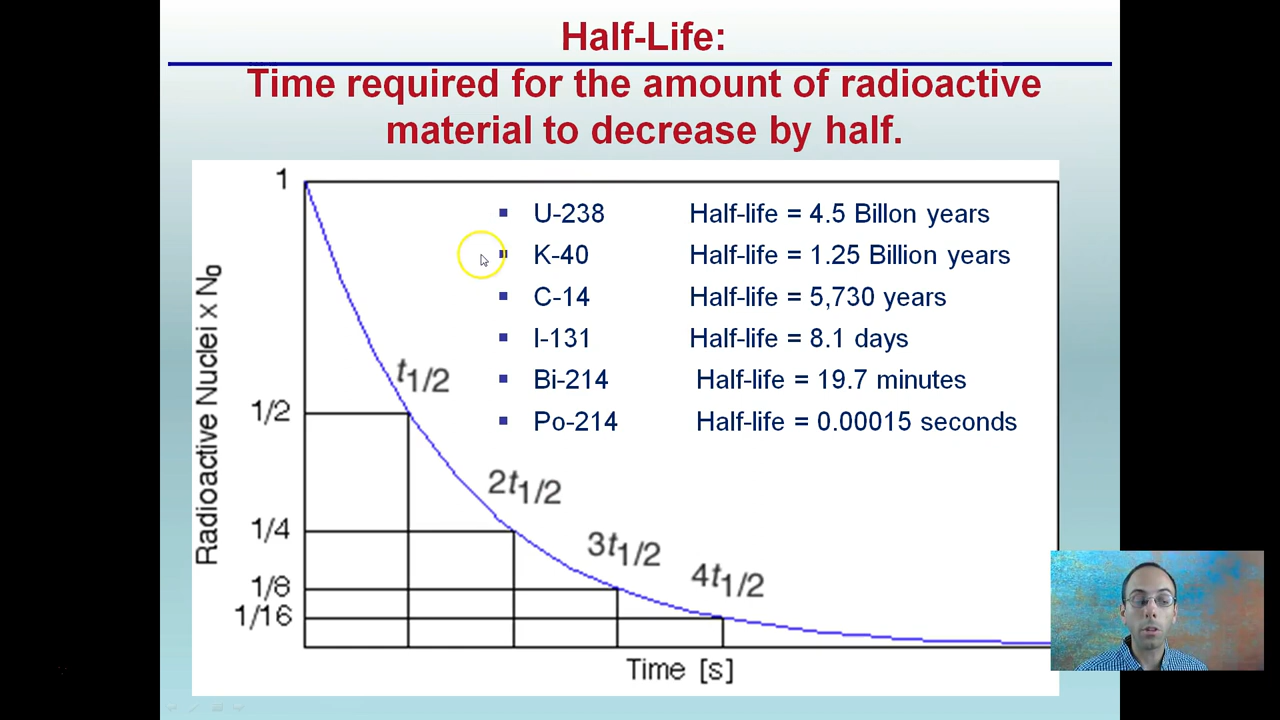 Half-Life:
Time required for the amount of radioactive
material to decrease by half.
1
U-238 Half-life = 4.5 Billon years
K-40 Half-life = 1.25 Billion years
C-14 Half-life = 5,730 years
I-131 Half-life = 8.1 days
Bi-214 Half-life = 19.7 minutes
Po-214 Half-life = 0.00015 seconds
Radioactive Nuclei x N₀
t1/2
1/2
2t1/2
1/4
3t1/2
1/8
4t1/2
1/16
Time [s]